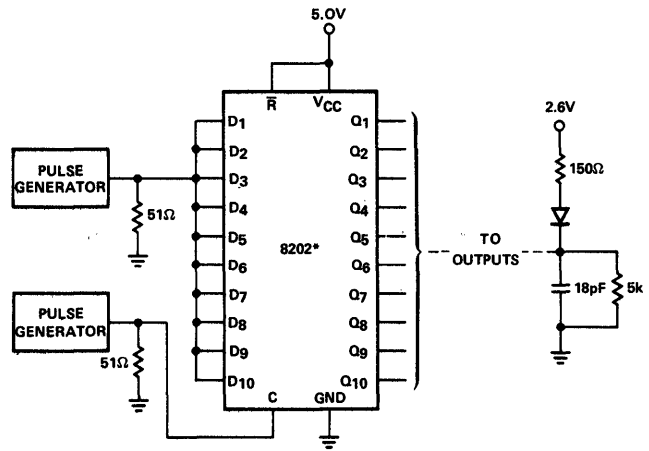 5.0V
R̅
VCC
D1
D2
D3
D4
D5
D6
D7
D8
D9
D10
C
GND
8202*
Q1
Q2
Q3
Q4
Q5
Q6
Q7
Q8
Q9
Q10
PULSE
GENERATOR
51Ω
PULSE
GENERATOR
51Ω
TO
OUTPUTS
2.6V
150Ω
18pF
5k